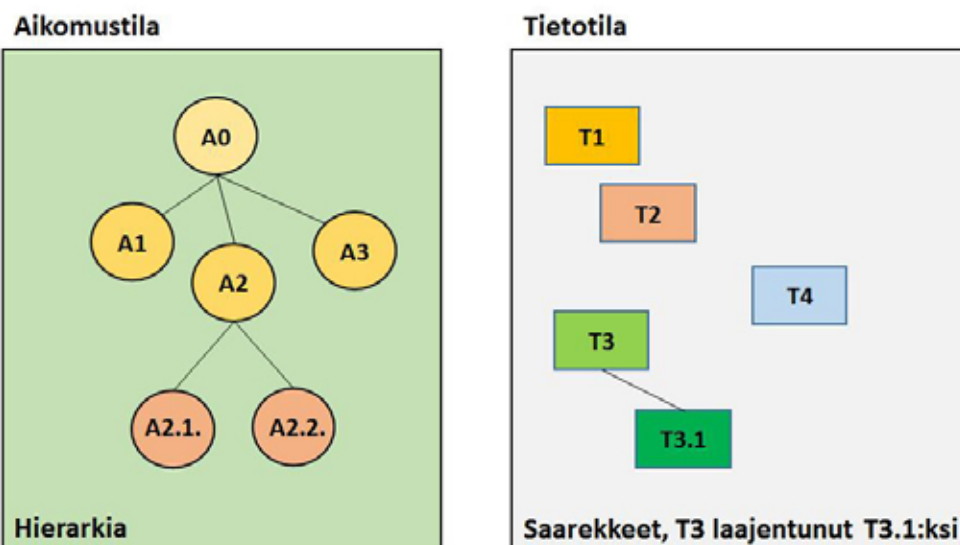 Aikomustila
A0
A1
A2
A3
A2.1.
A2.2.
Hierarkia
Tietotila
T1
T2
T4
T3
T3.1
Saarekkeet, T3 laajentunut T3.1:ksi